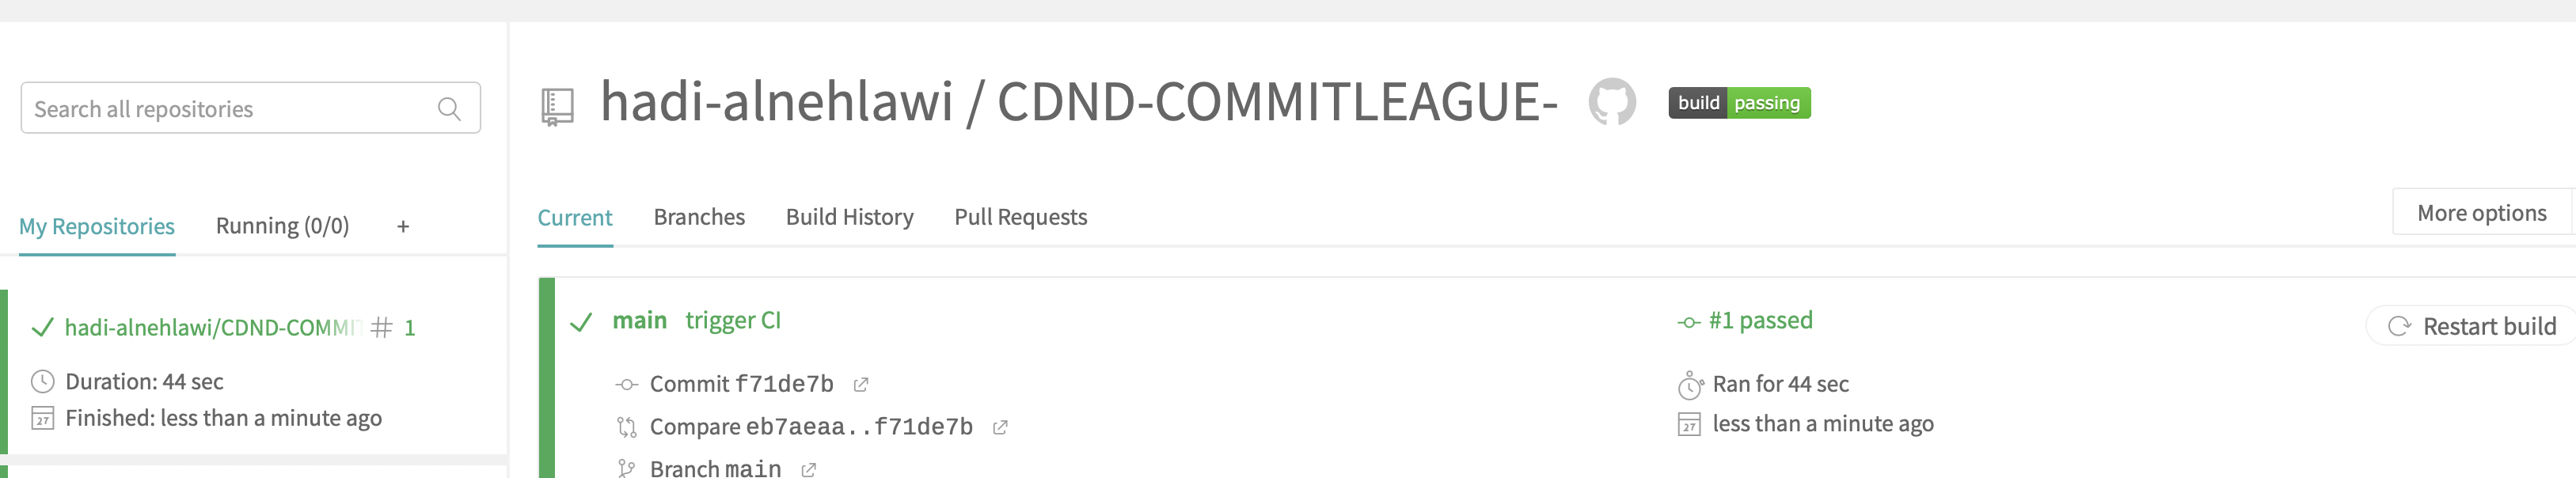 Search all repositories
My Repositories
Running (0/0)
+
hadi-alnehlawi/CDND-COMMIT # 1
Duration: 44 sec
27 Finished: less than a minute ago
hadi-alnehlawi / CDND-COMMITLEAGUE-
build passing
Current
Branches
Build History
Pull Requests
More options
main trigger CI
Commit f71de7b
Compare eb7aeaa..f71de7b
Branch main
#1 passed
Ran for 44 sec
27 less than a minute ago
Restart build